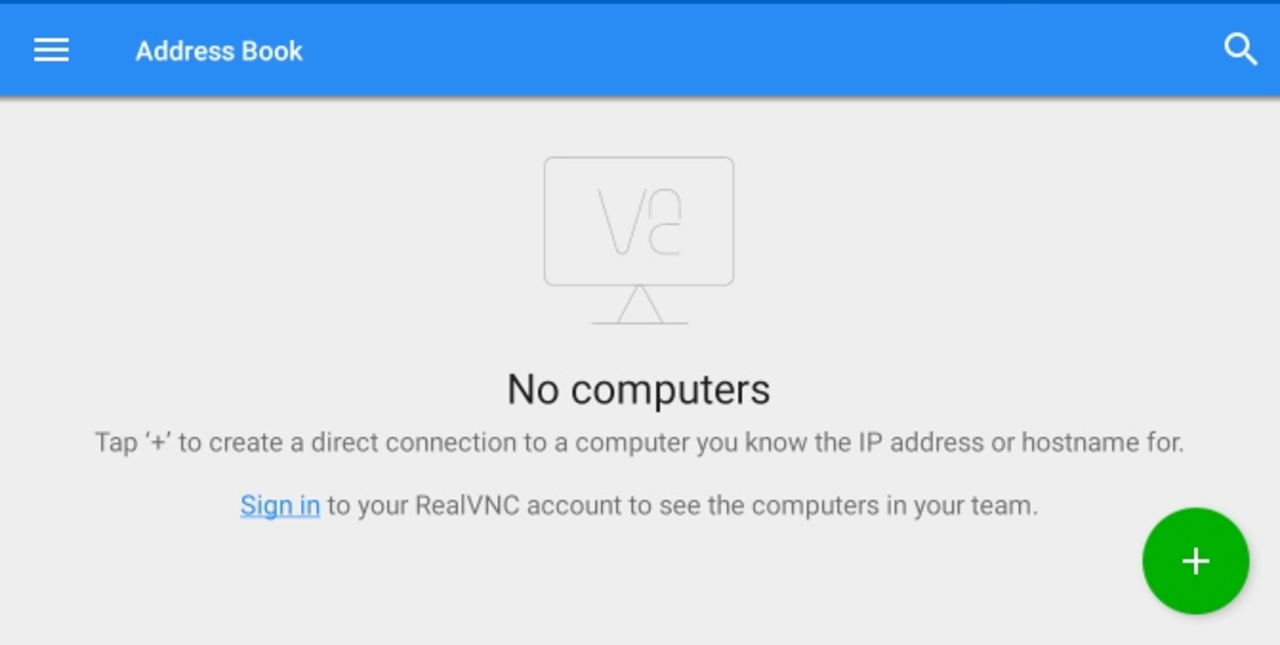 Address Book
V2
No computers
Tap ‘+’ to create a direct connection to a computer you know the IP address or hostname for.
Sign in to your RealVNC account to see the computers in your team.
+